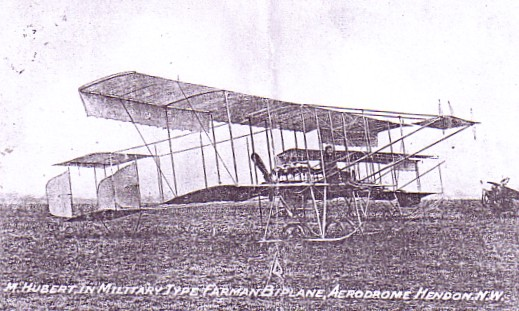 M. HUBERT. IN MILITARY TYPE FARMAN BIPLANE, AERODROME HENDON. N.W.